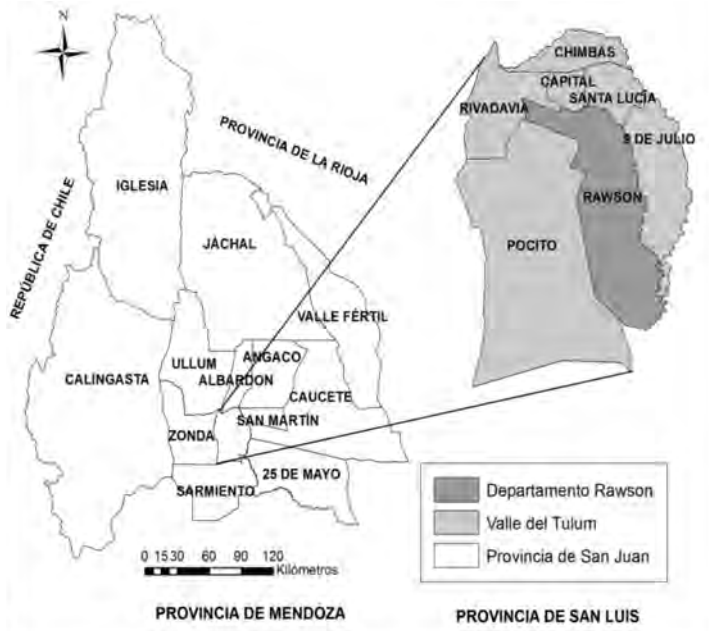 N
PROVINCIA DE LA RIOJA
REPÚBLICA DE CHILE
IGLESIA
JÁCHAL
VALLE FÉRTIL
ULLUM
ANGACO
ALBARDON
CALINGASTA
CAUCETE
SAN MARTÍN
ZONDA
25 DE MAYO
SARMIENTO
CHIMBAS
CAPITAL
SANTA LUCÍA
RIVADAVIA
9 DE JULIO
RAWSON
POCITO
0 15 30 60 90 120
Kilómetros
Departamento Rawson
Valle del Tulum
Provincia de San Juan
PROVINCIA DE MENDOZA
PROVINCIA DE SAN LUIS